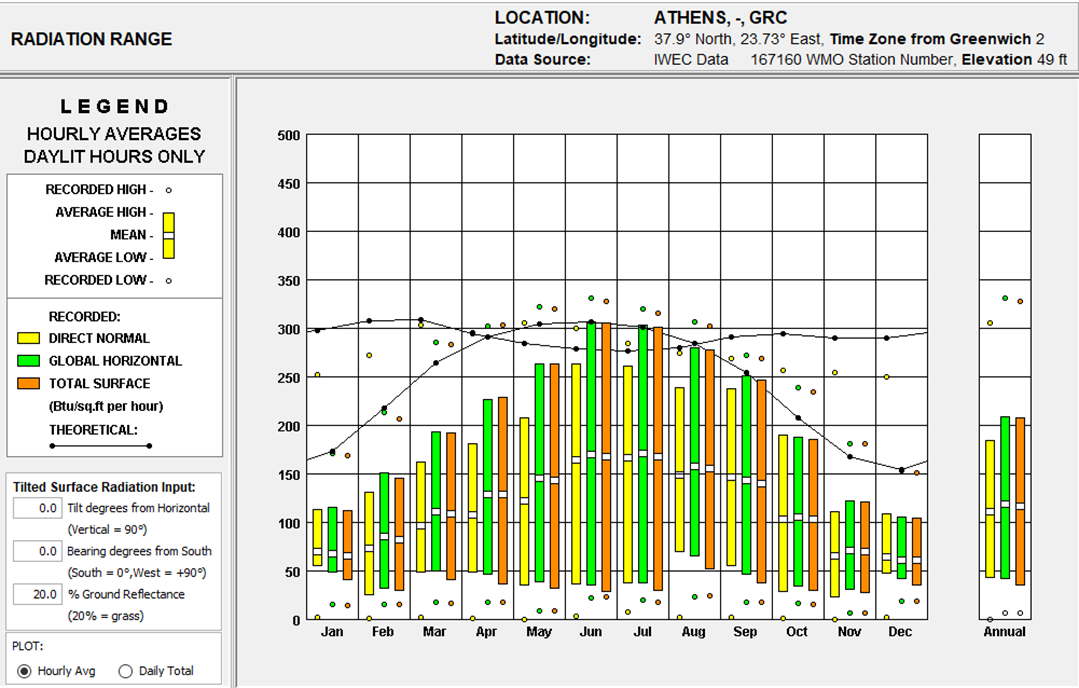 RADIATION RANGE
LOCATION: ATHENS, -, GRC
Latitude/Longitude: 37.9° North, 23.73° East, Time Zone from Greenwich 2
Data Source: IWEC Data 167160 WMO Station Number, Elevation 49 ft
LEGEND
HOURLY AVERAGES
DAYLIT HOURS ONLY
RECORDED HIGH -
AVERAGE HIGH -
MEAN -
AVERAGE LOW -
RECORDED LOW -
RECORDED:
DIRECT NORMAL
GLOBAL HORIZONTAL
TOTAL SURFACE
(Btu/sq.ft per hour)
THEORETICAL:
Tilted Surface Radiation Input:
0.0 Tilt degrees from Horizontal
(Vertical = 90°)
0.0 Bearing degrees from South
(South = 0°,West = +90°)
20.0 % Ground Reflectance
(20% = grass)
PLOT:
Hourly Avg Daily Total
500
450
400
350
300
250
200
150
100
50
0
Jan Feb Mar Apr May Jun Jul Aug Sep Oct Nov Dec Annual